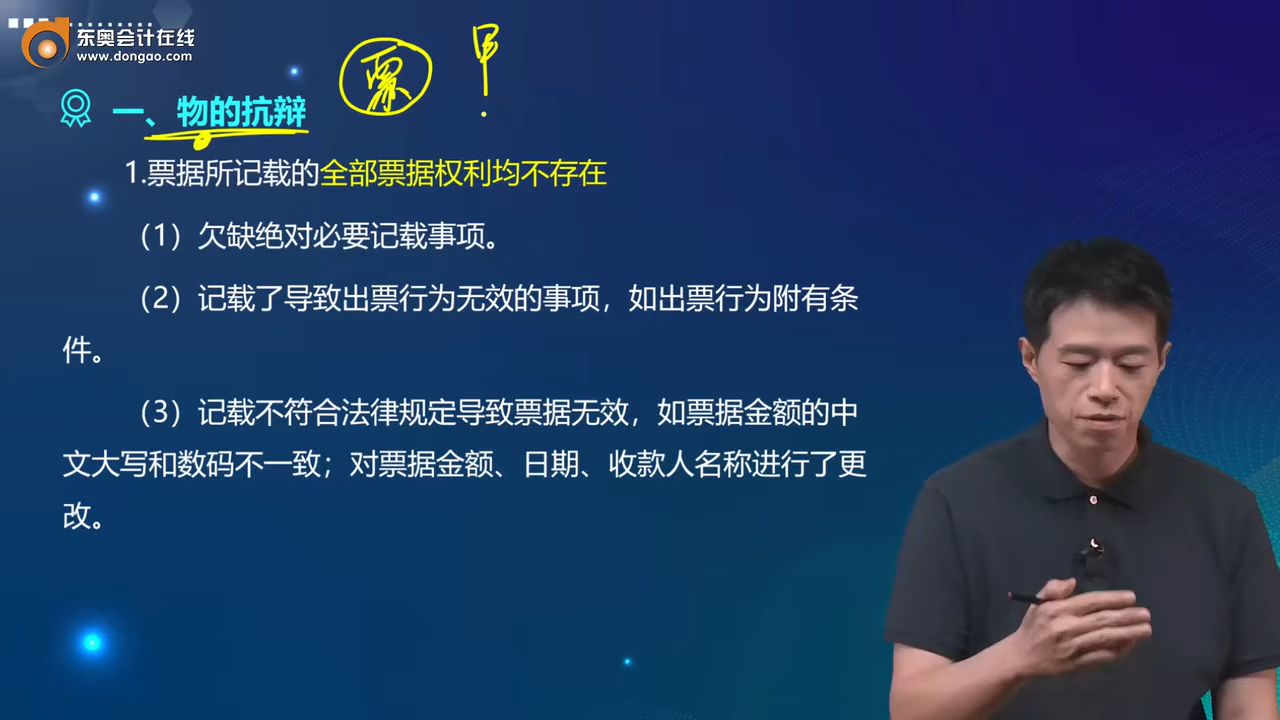 东奥会计在线
www.dongao.com
票 甲
一、物的抗辩
1.票据所记载的全部票据权利均不存在
（1）欠缺绝对必要记载事项。
（2）记载了导致出票行为无效的事项，如出票行为附有条
件。
（3）记载不符合法律规定导致票据无效，如票据金额的中
文大写和数码不一致；对票据金额、日期、收款人名称进行了更
改。